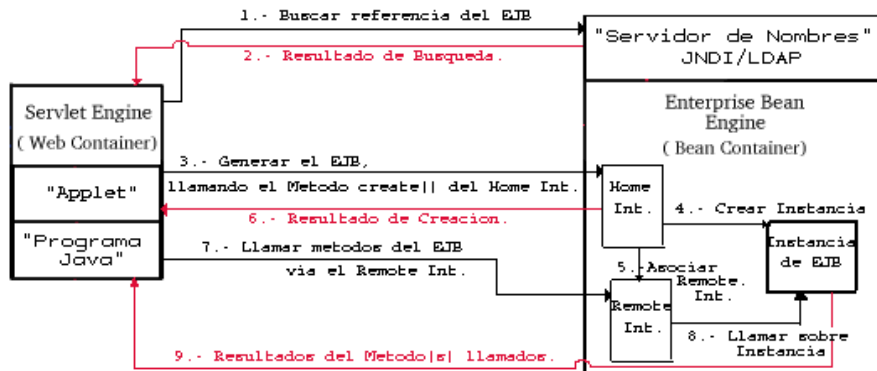 1.- Buscar referencia del EJB
2.- Resultado de Busqueda.
"Servidor de Nombres"
JNDI/LDAP
Servlet Engine
( Web Container)
"Applet"
"Programa
Java"
Enterprise Bean
Engine
( Bean Container)
3.- Generar el EJB,
llamando el Metodo create|| del Home Int.
6.- Resultado de Creacion.
7.- Llamar metodos del EJB
via el Remote Int.
Home
Int.
4.- Crear Instancia
Instancia
de EJB
5.-Asociar
Remote.
Int.
Remote
Int.
8.- Llamar sobre
Instancia
9.- Resultados del Metodo|s| llamados.